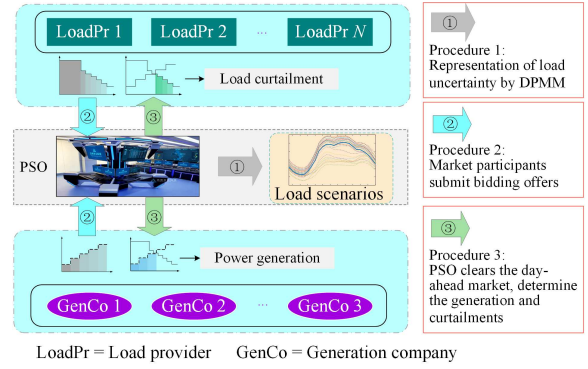 LoadPr 1 LoadPr 2 ... LoadPr N
Load curtailment
② ③
PSO
①
Load scenarios
② ③
Power generation
GenCo 1 GenCo 2 ... GenCo 3
LoadPr = Load provider GenCo = Generation company
①
Procedure 1:
Representation of load
uncertainty by DPMM
②
Procedure 2:
Market participants
submit bidding offers
③
Procedure 3:
PSO clears the day-
ahead market, determine
the generation and
curtailments